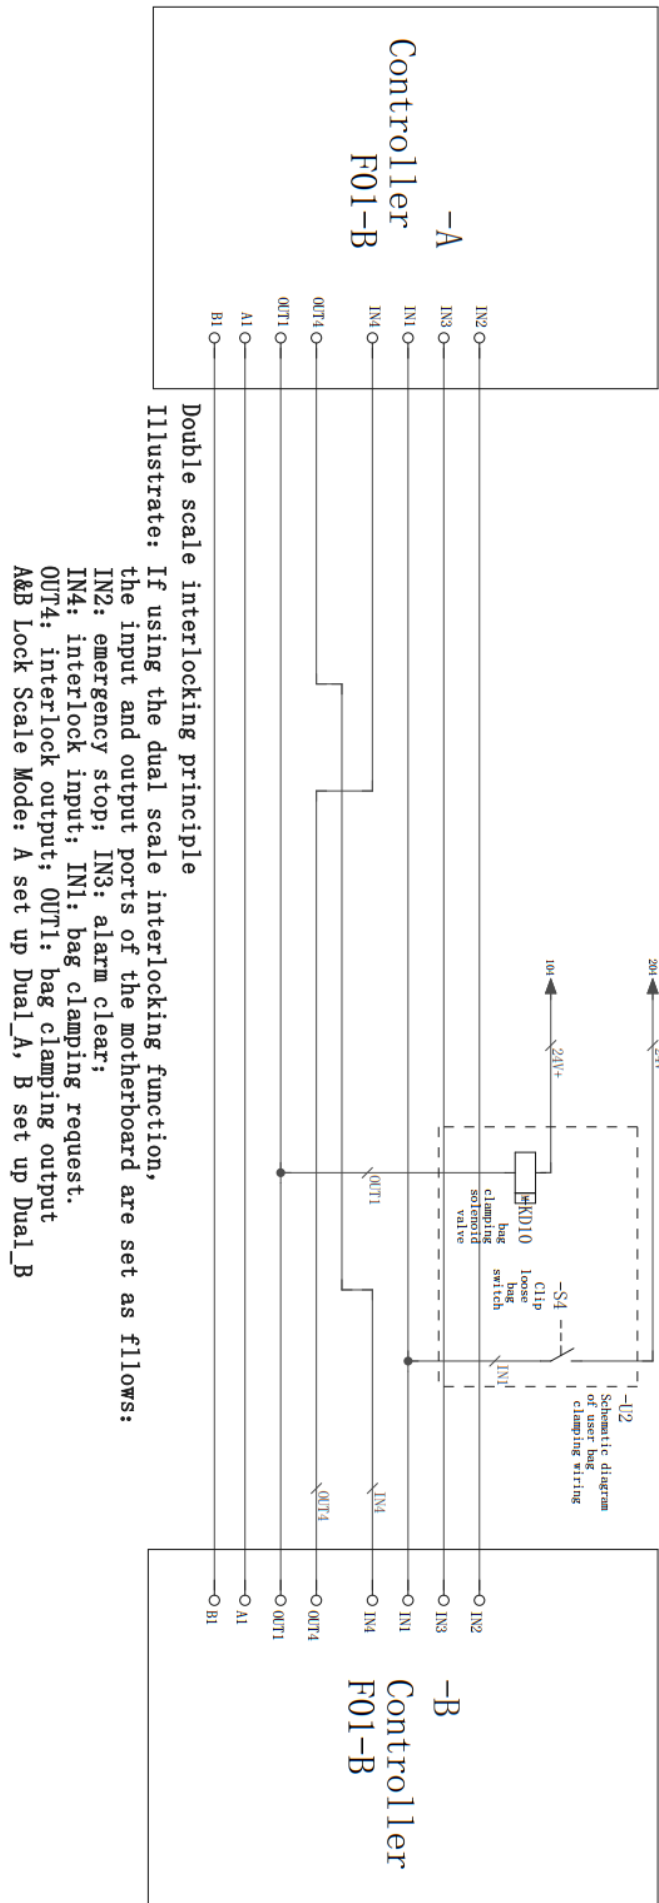 -A
Controller
F01-B
IN2
IN3
IN1
IN4
OUT4
OUT1
A1
B1
204
24V
104
24V+
OUT1
KD10
bag
clamping
solenoid
valve
-S4
Clip
loose
bag
switch
IN1
-U2
Schematic diagram
of user bag
clamping wiring
IN4
OUT4
IN2
IN3
IN1
IN4
OUT4
OUT1
A1
B1
-B
Controller
F01-B
Double scale interlocking principle
Illustrate: If using the dual scale interlocking function,
the input and output ports of the motherboard are set as fllows:
IN2: emergency stop; IN3: alarm clear;
IN4: interlock input; IN1: bag clamping request.
OUT4: interlock output; OUT1: bag clamping output
A&B Lock Scale Mode: A set up Dual_A, B set up Dual_B